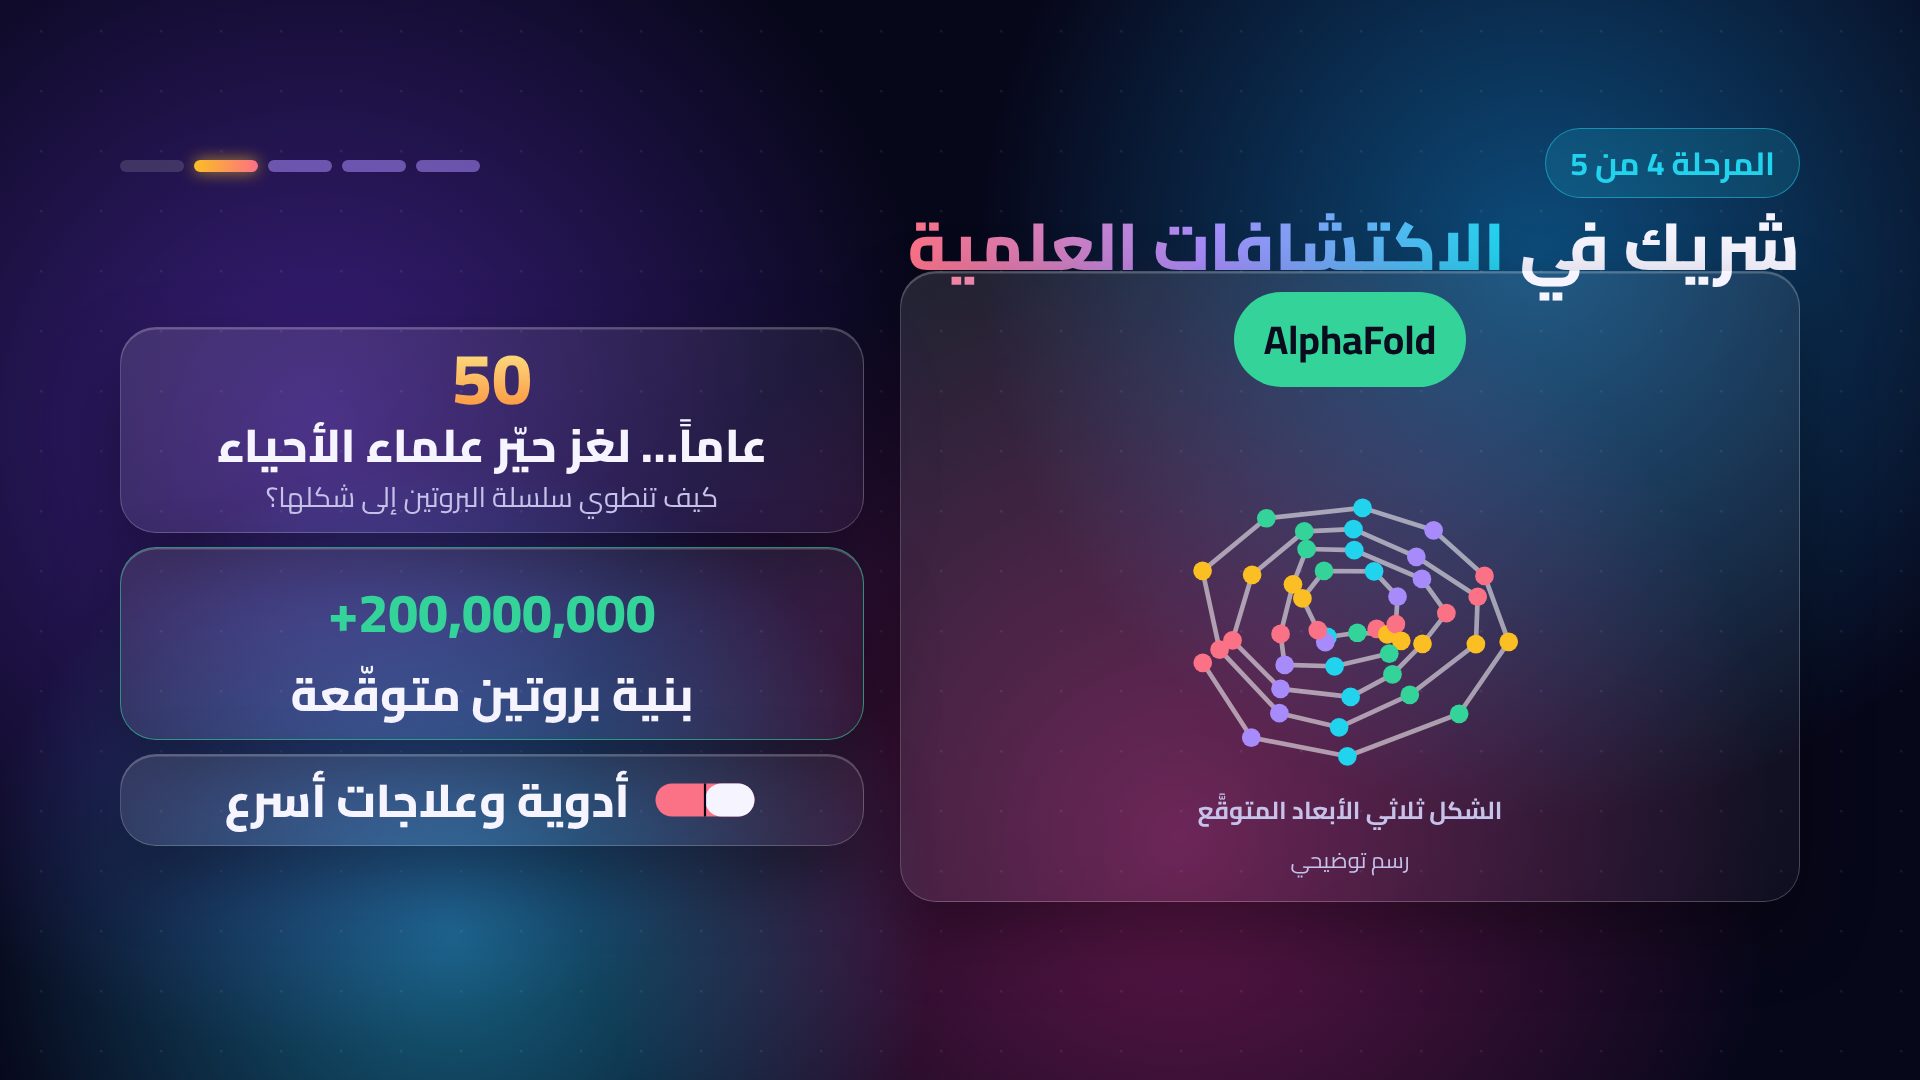 المرحلة 4 من 5
شريك في الاكتشافات العلمية
AlphaFold
الشكل ثلاثي الأبعاد المتوقَّع
رسم توضيحي
50
عاماً... لغز حيّر علماء الأحياء
كيف تنطوي سلسلة البروتين إلى شكلها؟
+200,000,000
بنية بروتين متوقّعة
أدوية وعلاجات أسرع